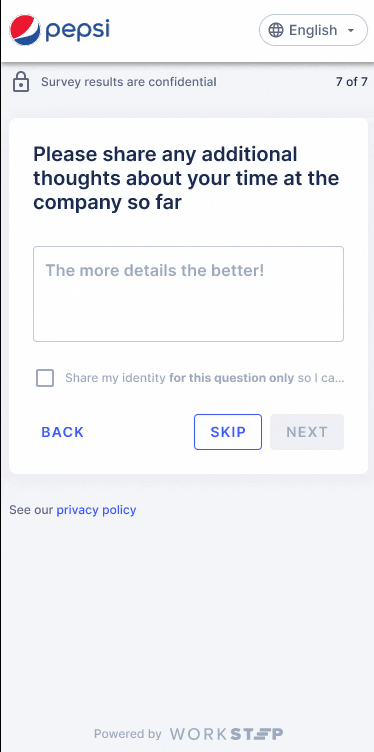 pepsi
English
Survey results are confidential
7 of 7
Please share any additional
thoughts about your time at the
company so far
The more details the better!
Share my identity for this question only so I ca...
BACK
SKIP
NEXT
See our privacy policy
Powered by WORKSTEP